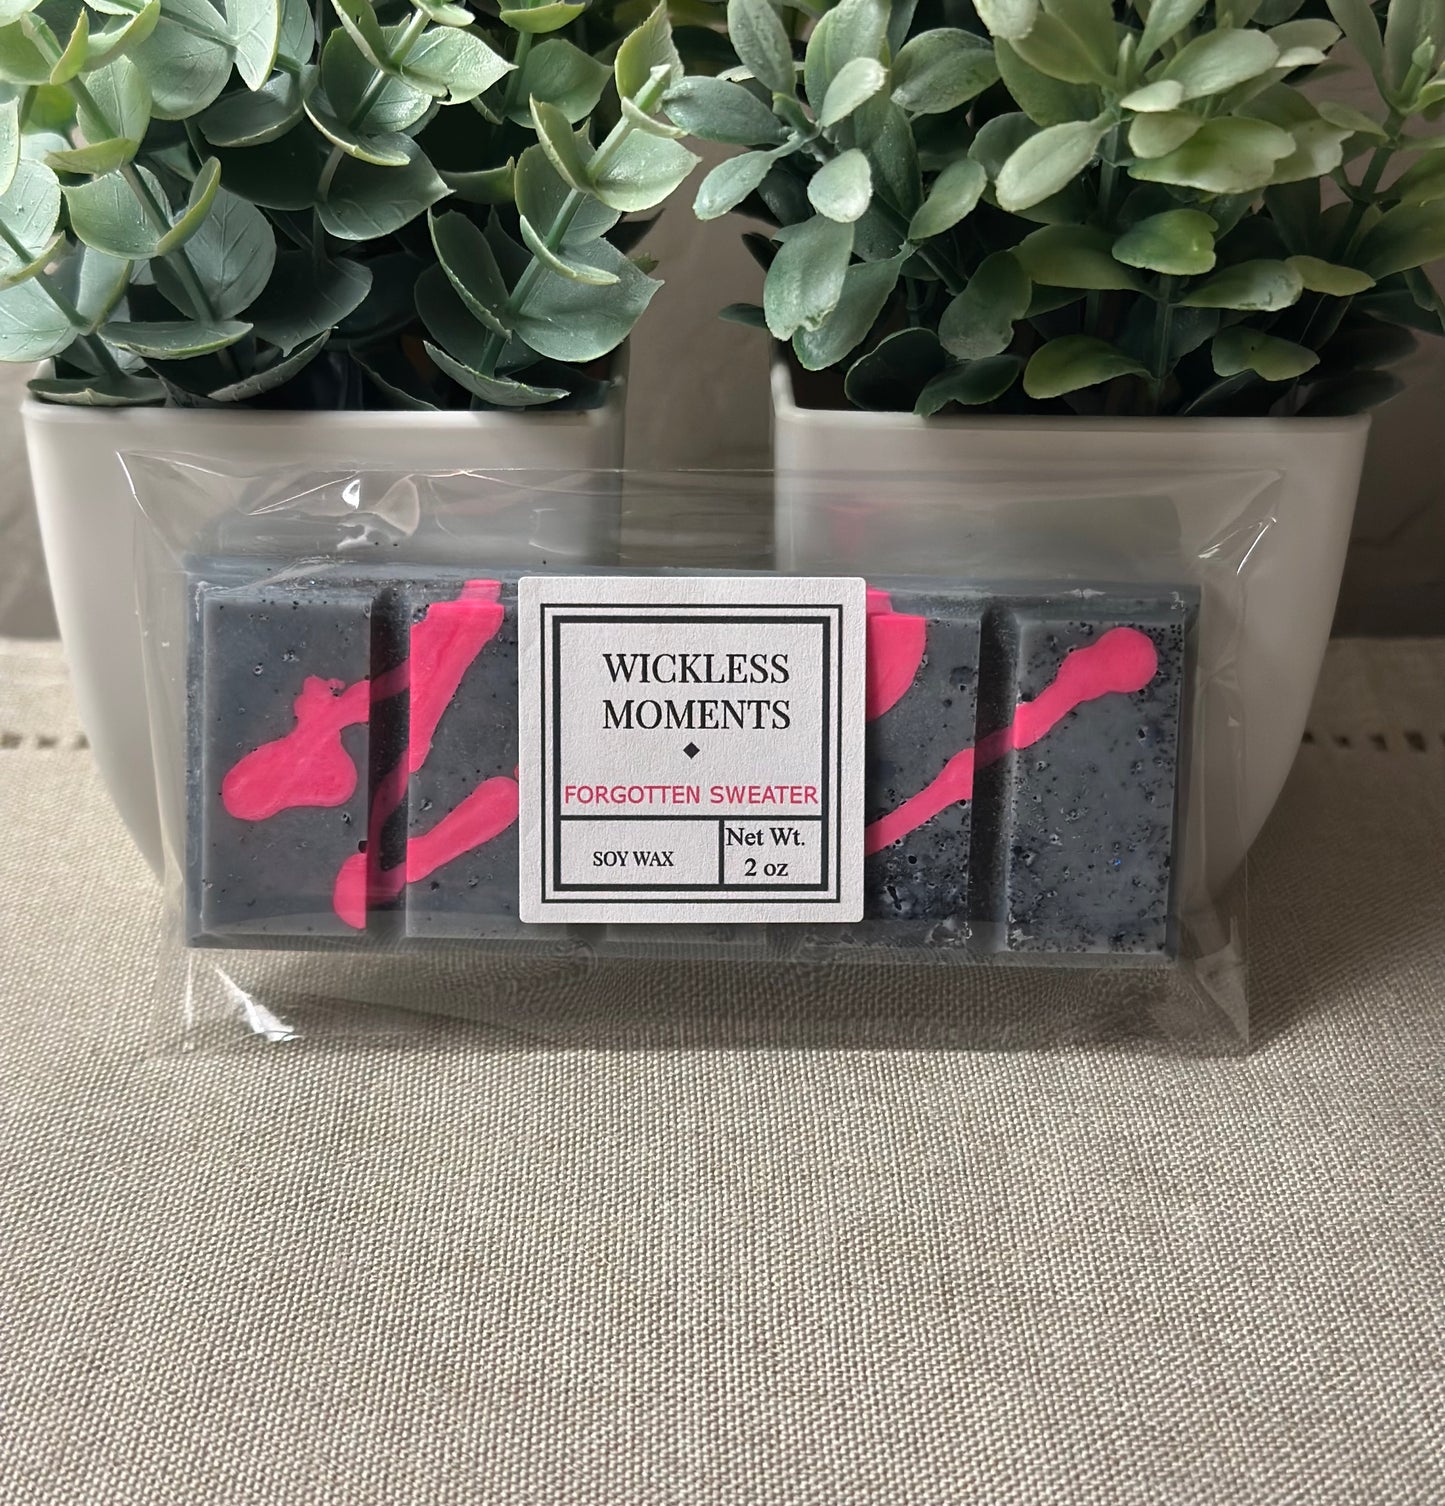 WICKLESS
MOMENTS
FORGOTTEN SWEATER
SOY WAX
Net Wt.
2 oz